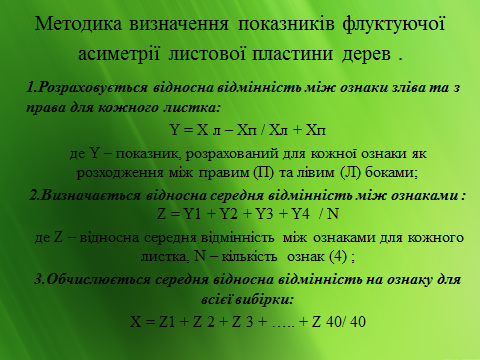 Методика визначення показників флуктуючої
асиметрії листової пластини дерев .
1.Розраховується відносна відмінність між ознаки зліва та з
права для кожного листка:
Y = X л – Xп / Xл + Xп
де Y – показник, розрахований для кожної ознаки як
розходження між правим (П) та лівим (Л) боками;
2.Визначається відносна середня відмінність між ознаками :
Z = Y1 + Y2 + Y3 + Y4 / N
де Z – відносна середня відмінність між ознаками для кожного
листка, N – кількість ознак (4) ;
3.Обчислюється середня відносна відмінність на ознаку для
всієї вибірки:
X = Z1 + Z 2 + Z 3 + ….. + Z 40/ 40